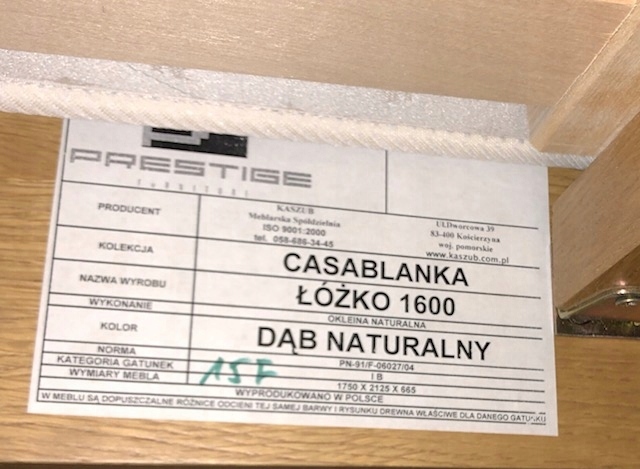 PRESTIGE
FURNITURE
PRODUCENT
KASZUB
Meblarska Spółdzielnia
ISO 9001:2000
tel. 058-686-34-45
Ul.Dworcowa 39
83-400 Kościerzyna
woj. pomorskie
www.kaszub.com.pl
KOLEKCJA
CASABLANKA
NAZWA WYROBU
ŁÓŻKO 1600
WYKONANIE
OKLEINA NATURALNA
KOLOR
DĄB NATURALNY
NORMA
PN-91/F-06027/04
KATEGORIA GATUNEK
I B
WYMIARY MEBLA
15F
1750 X 2125 X 665
WYPRODUKOWANO W POLSCE
W MEBLU SĄ DOPUSZCZALNE RÓŻNICE ODCIENI TEJ SAMEJ BARWY I RYSUNKU DREWNA WŁAŚCIWE DLA DANEGO GATUNKU